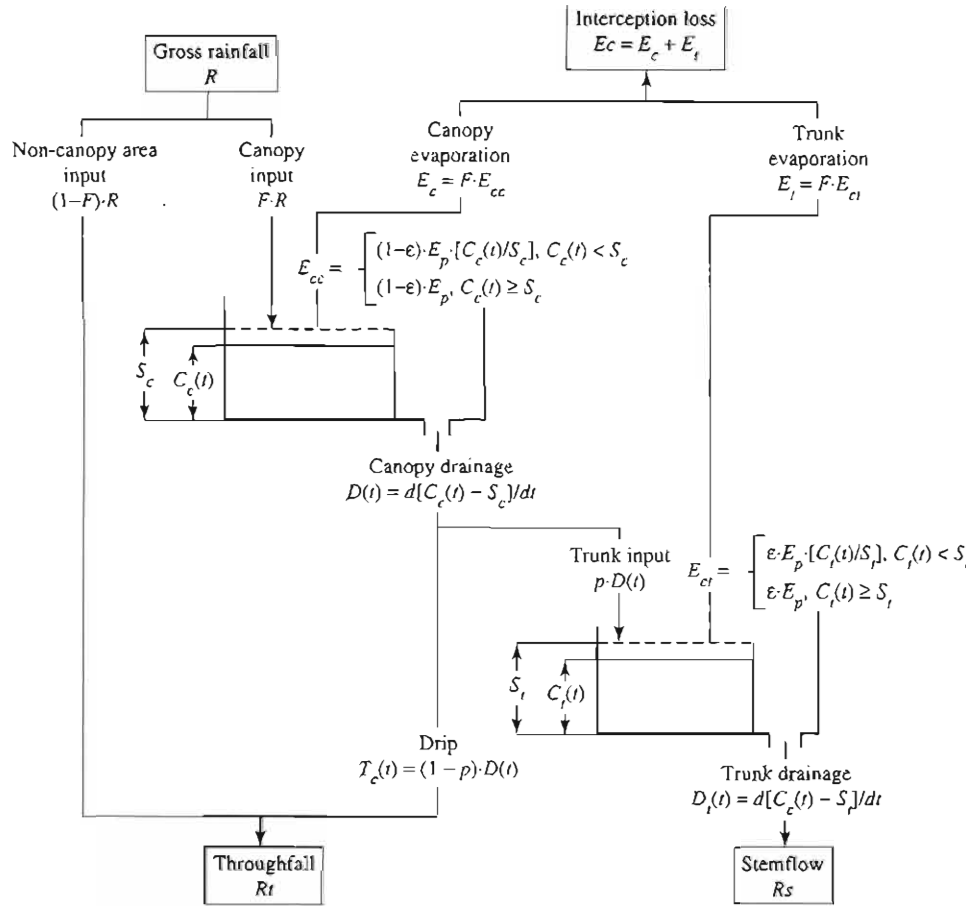 Interception loss
Ec = E_c + E_t
Gross rainfall
R
Non-canopy area
input
(1−F)·R
Canopy
input
F·R
Canopy
evaporation
E_c = F·E_cc
Trunk
evaporation
E_t = F·E_ct
E_cc =
(1−ε)·E_p·[C_c(t)/S_c], C_c(t) < S_c
(1−ε)·E_p, C_c(t) ≥ S_c
S_c
C_c(t)
Canopy drainage
D(t) = d[C_c(t) − S_c]/dt
Trunk input
p·D(t)
E_ct =
ε·E_p·[C_t(t)/S_t], C_t(t) < S
ε·E_p, C_t(t) ≥ S_t
S_t
C_t(t)
Drip
T_c(t) = (1 − p)·D(t)
Trunk drainage
D_t(t) = d[C_c(t) − S_t]/dt
Throughfall
Rt
Stemflow
Rs